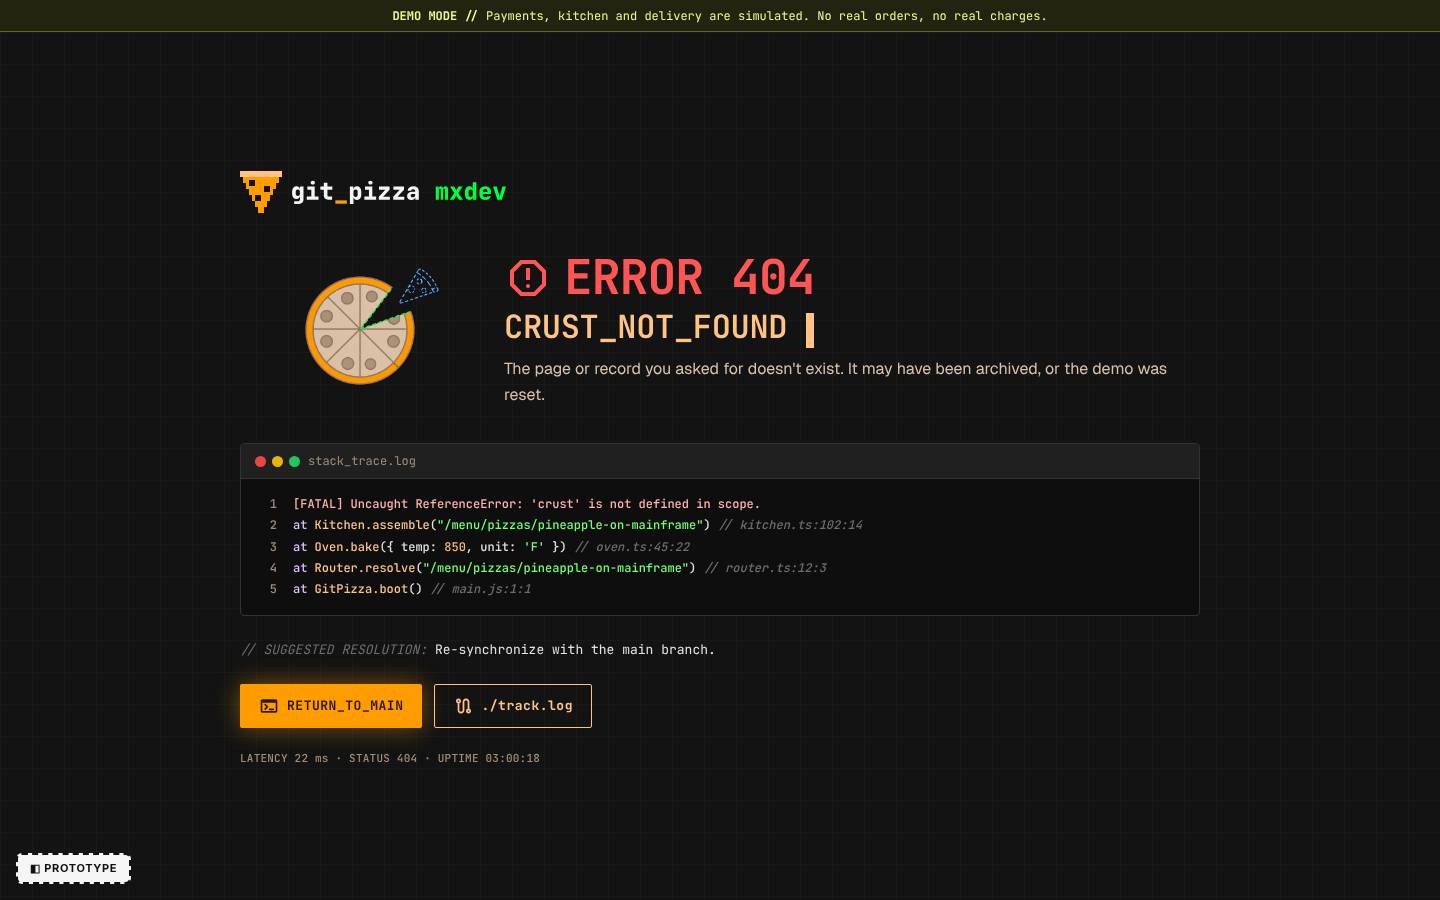 DEMO MODE // Payments, kitchen and delivery are simulated. No real orders, no real charges.
git_pizza mxdev
ERROR 404
CRUST_NOT_FOUND
The page or record you asked for doesn't exist. It may have been archived, or the demo was
reset.
stack_trace.log
1 [FATAL] Uncaught ReferenceError: 'crust' is not defined in scope.
2 at Kitchen.assemble("/menu/pizzas/pineapple-on-mainframe") // kitchen.ts:102:14
3 at Oven.bake({ temp: 850, unit: 'F' }) // oven.ts:45:22
4 at Router.resolve("/menu/pizzas/pineapple-on-mainframe") // router.ts:12:3
5 at GitPizza.boot() // main.js:1:1
// SUGGESTED RESOLUTION: Re-synchronize with the main branch.
RETURN_TO_MAIN ./track.log
LATENCY 22 ms · STATUS 404 · UPTIME 03:00:18
PROTOTYPE